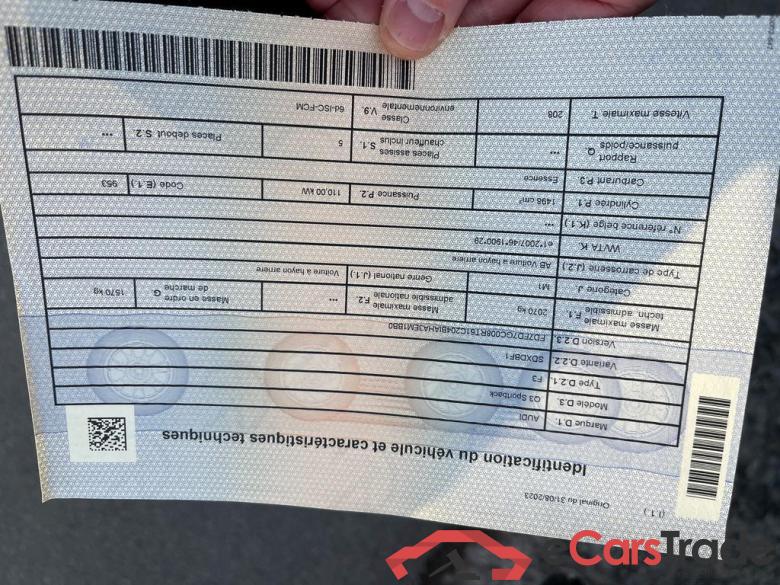 (I.1)
Original du 31/08/2023
Identification du véhicule et caractéristiques techniques
Marque D.1. AUDI
Modèle D.3. Q3 Sportback
Type D.2.1. F3
Variante D.2.2. SDXDBF1
Version D.2.3. FD7ED7GC006RT61C204BIAHA3EM1BB0
Masse maximale techn. admissible F.1 2070 kg Masse maximale admissible nationale F.2 --- Masse en ordre de marche G 1570 kg
Catégorie J. M1 Genre national (J.1.) Voiture à hayon arrière
Type de carrosserie (J.2.) AB Voiture à hayon arrière
WVTA K. e1*2007/46*1900*29
N° référence belge (K.1.) ---
Cylindrée P.1. 1498 cm³ Puissance P.2 110,00 kW Code (E.1.) 953
Carburant P.3. Essence
Rapport puissance/poids Q --- Places assises chauffeur inclus S.1. 5 Places debout S.2. ---
Vitesse maximale T. 208 Classe environnementale V.9. 6d-ISC-FCM
eCarsTrade